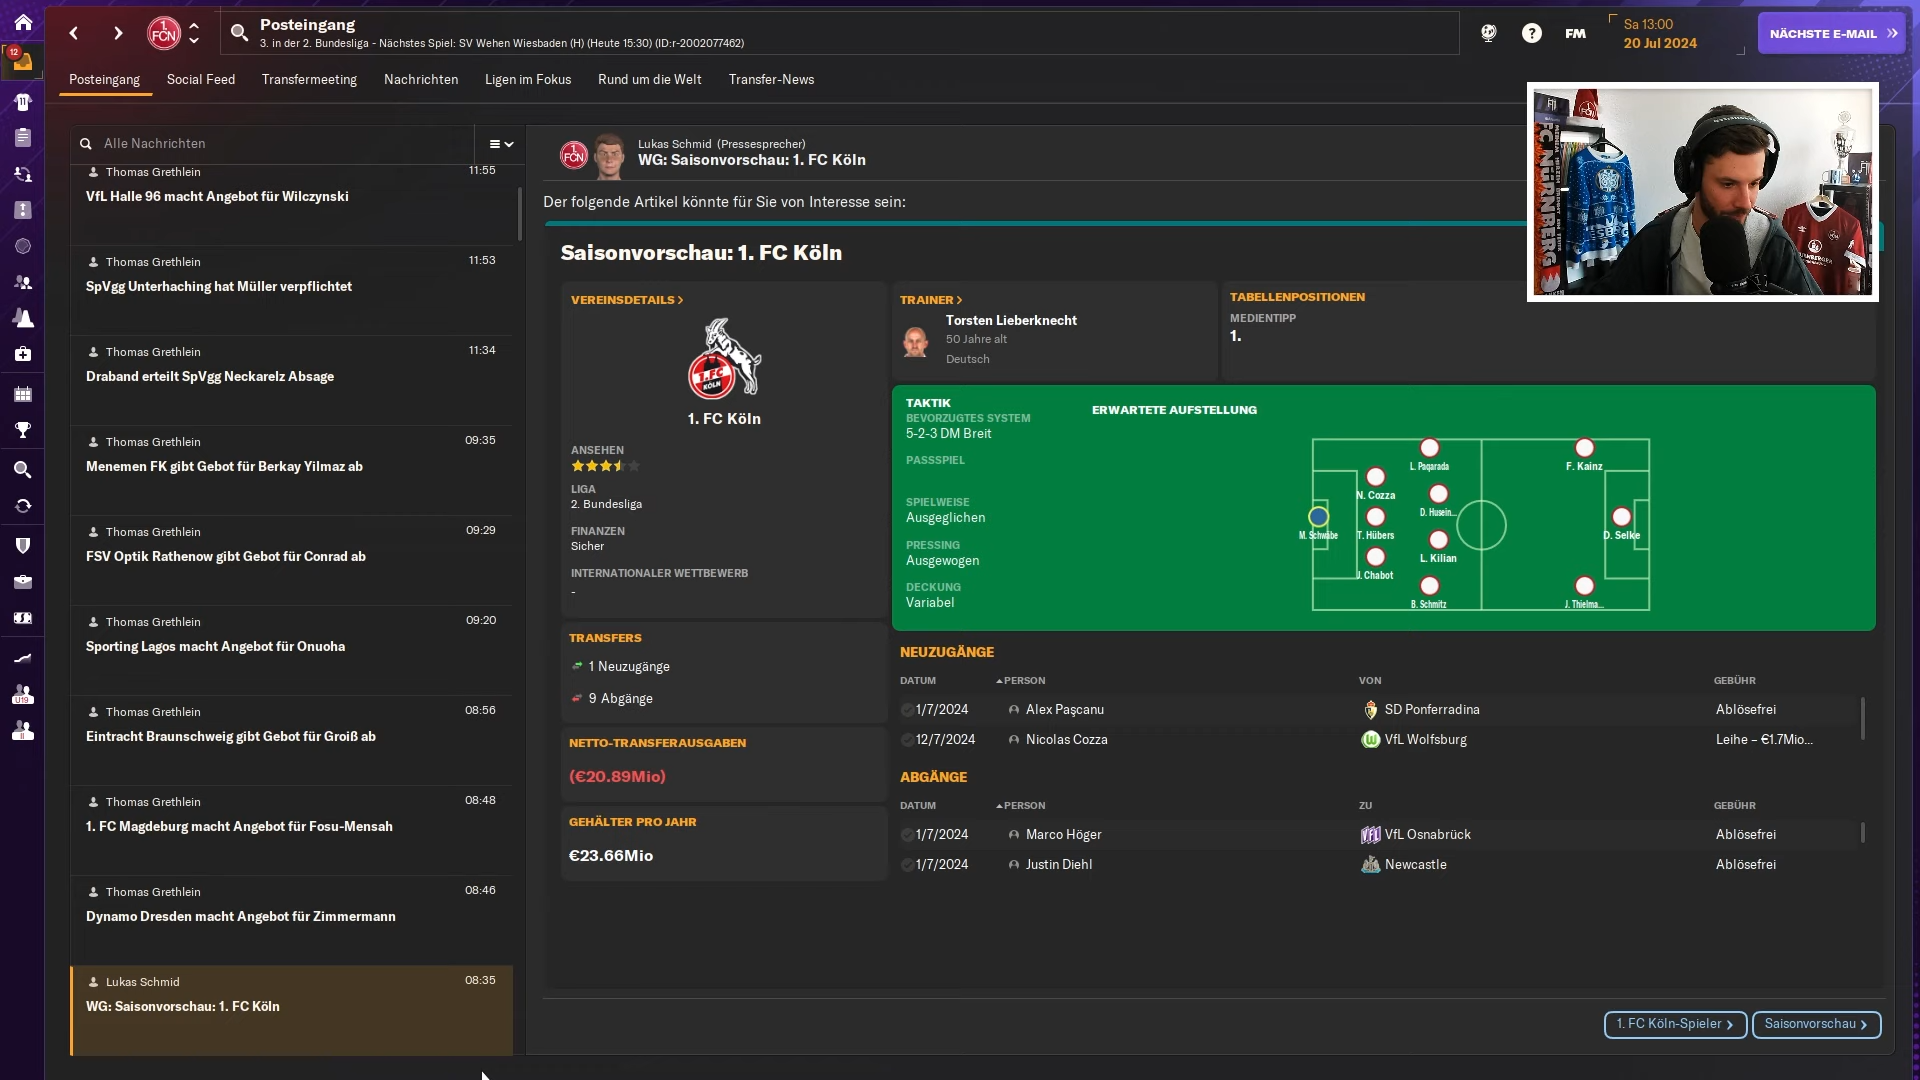 Posteingang
3. in der 2. Bundesliga - Nächstes Spiel: SV Wehen Wiesbaden (H) (Heute 15:30) (ID:r-2002077462)
FM
Sa 13:00
20 Jul 2024
NÄCHSTE E-MAIL
12
Posteingang
Social Feed
Transfermeeting
Nachrichten
Ligen im Fokus
Rund um die Welt
Transfer-News
Alle Nachrichten
Thomas Grethlein 11:55
VfL Halle 96 macht Angebot für Wilczynski
Thomas Grethlein 11:53
SpVgg Unterhaching hat Müller verpflichtet
Thomas Grethlein 11:34
Draband erteilt SpVgg Neckarelz Absage
Thomas Grethlein 09:35
Menemen FK gibt Gebot für Berkay Yilmaz ab
Thomas Grethlein 09:29
FSV Optik Rathenow gibt Gebot für Conrad ab
Thomas Grethlein 09:20
Sporting Lagos macht Angebot für Onuoha
Thomas Grethlein 08:56
Eintracht Braunschweig gibt Gebot für Groiß ab
Thomas Grethlein 08:48
1. FC Magdeburg macht Angebot für Fosu-Mensah
Thomas Grethlein 08:46
Dynamo Dresden macht Angebot für Zimmermann
Lukas Schmid 08:35
WG: Saisonvorschau: 1. FC Köln
U19
II
Lukas Schmid (Pressesprecher)
WG: Saisonvorschau: 1. FC Köln
Der folgende Artikel könnte für Sie von Interesse sein:
Saisonvorschau: 1. FC Köln
VEREINSDETAILS
1. FC KÖLN
1. FC Köln
ANSEHEN
LIGA
2. Bundesliga
FINANZEN
Sicher
INTERNATIONALER WETTBEWERB
-
TRANSFERS
1 Neuzugänge
9 Abgänge
NETTO-TRANSFERAUSGABEN
(€20.89Mio)
GEHÄLTER PRO JAHR
€23.66Mio
TRAINER
Torsten Lieberknecht
50 Jahre alt
Deutsch
TABELLENPOSITIONEN
MEDIENTIPP
1.
TAKTIK
BEVORZUGTES SYSTEM
5-2-3 DM Breit
PASSSPIEL
SPIELWEISE
Ausgeglichen
PRESSING
Ausgewogen
DECKUNG
Variabel
ERWARTETE AUFSTELLUNG
L. Paqarada
F. Kainz
N. Cozza
D. Husein...
M. Schwäbe
T. Hübers
D. Selke
L. Kilian
J. Chabot
B. Schmitz
J. Thielma...
NEUZUGÄNGE
DATUM PERSON VON GEBÜHR
1/7/2024 Alex Paşcanu SD Ponferradina Ablösefrei
12/7/2024 Nicolas Cozza VfL Wolfsburg Leihe – €1.7Mio...
ABGÄNGE
DATUM PERSON ZU GEBÜHR
1/7/2024 Marco Höger VfL Osnabrück Ablösefrei
1/7/2024 Justin Diehl Newcastle Ablösefrei
1. FC Köln-Spieler
Saisonvorschau
FC NÜRNBERG